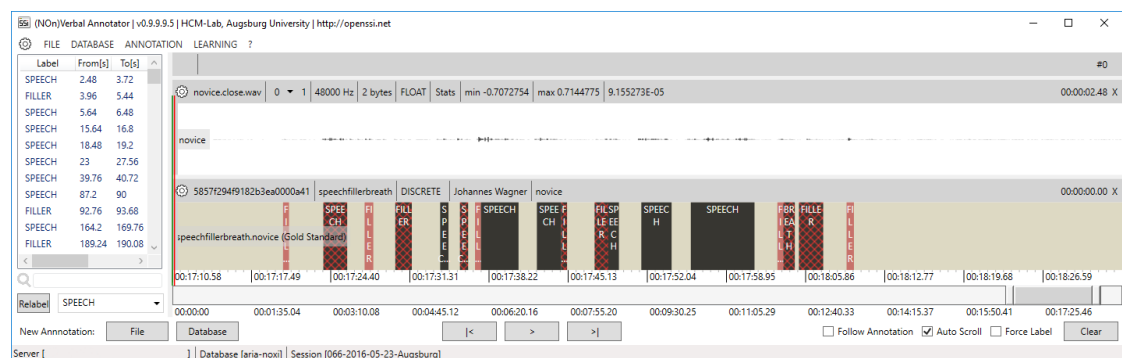 (NOn)Verbal Annotator | v0.9.9.9.5 | HCM-Lab, Augsburg University | http://openssi.net
FILE DATABASE ANNOTATION LEARNING ?
Label From[s] To[s]
SPEECH 2.48 3.72
FILLER 3.96 5.44
SPEECH 5.64 6.48
SPEECH 15.64 16.8
SPEECH 18.48 19.2
SPEECH 23 27.56
SPEECH 39.76 40.72
SPEECH 87.2 90
FILLER 92.76 93.68
SPEECH 164.2 169.76
FILLER 189.24 190.08
Relabel SPEECH
#0
novice.close.wav 0 1 48000 Hz 2 bytes FLOAT Stats min -0.7072754 max 0.7144775 9.155273E-05 00:00:02.48 X
novice
5857f294f9182b3ea0000a41 speechfillerbreath DISCRETE Johannes Wagner novice 00:00:00.00 X
SPEECH FILLER FILLER SPEECH SPEECH SPEECH FILLER SPEECH SPEECH SPEECH BREATH FILLER FILLER
speechfillerbreath.novice (Gold Standard)
00:17:10.58 00:17:17.49 00:17:24.40 00:17:31.31 00:17:38.22 00:17:45.13 00:17:52.04 00:17:58.95 00:18:05.86 00:18:12.77 00:18:19.68 00:18:26.59
00:00:00 00:01:35.04 00:03:10.08 00:04:45.12 00:06:20.16 00:07:55.20 00:09:30.25 00:11:05.29 00:12:40.33 00:14:15.37 00:15:50.41 00:17:25.46
New Annnotation: File Database |< > >| Follow Annotation Auto Scroll Force Label Clear
Server [ ] Database [aria-noxi] Session [066-2016-05-23-Augsburg]